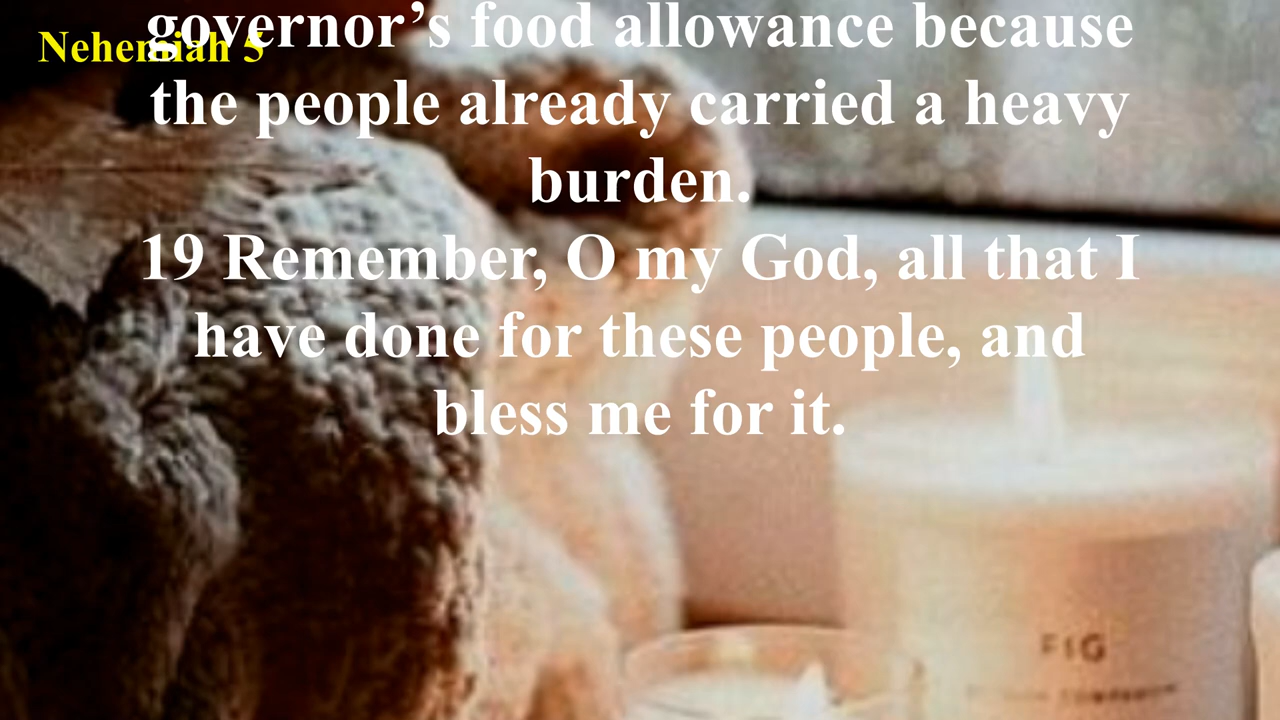 Nehemiah 5
governor’s food allowance because
the people already carried a heavy
burden.
19 Remember, O my God, all that I
have done for these people, and
bless me for it.
FIG